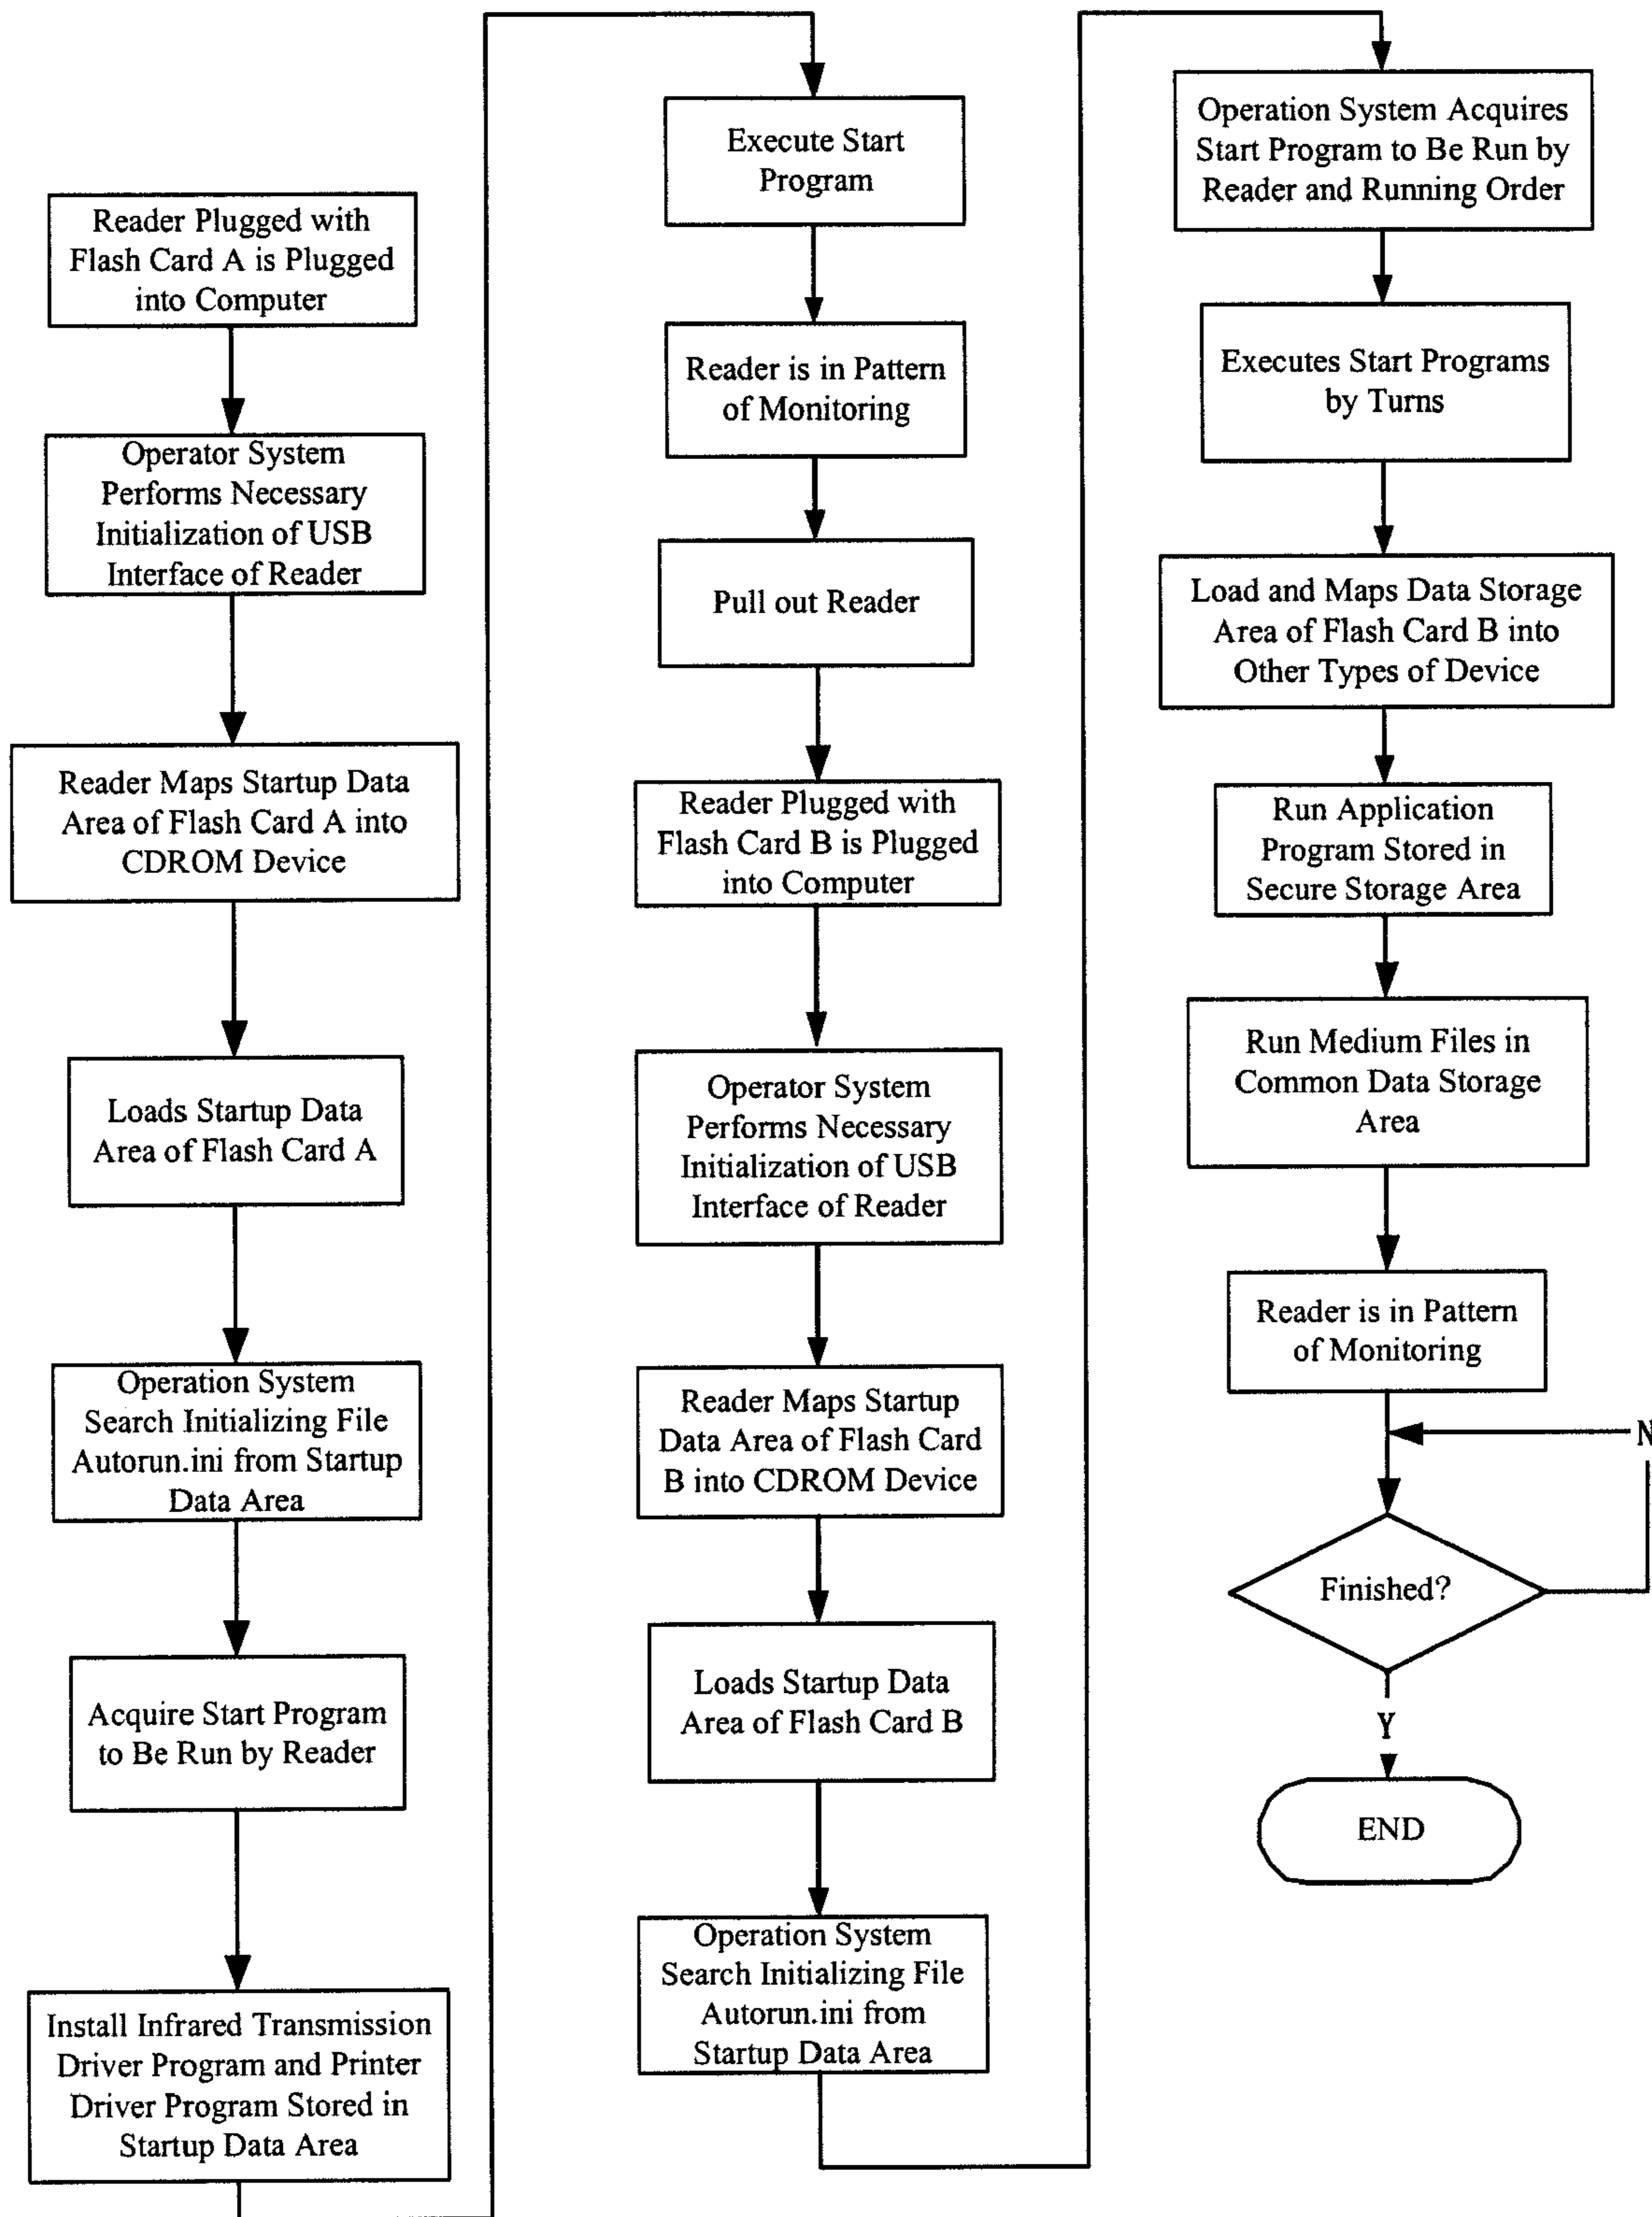 Reader Plugged with
Flash Card A is Plugged
into Computer
Operator System
Performs Necessary
Initialization of USB
Interface of Reader
Reader Maps Startup Data
Area of Flash Card A into
CDROM Device
Loads Startup Data
Area of Flash Card A
Operation System
Search Initializing File
Autorun.ini from Startup
Data Area
Acquire Start Program
to Be Run by Reader
Install Infrared Transmission
Driver Program and Printer
Driver Program Stored in
Startup Data Area
Execute Start
Program
Reader is in Pattern
of Monitoring
Pull out Reader
Reader Plugged with
Flash Card B is Plugged
into Computer
Operator System
Performs Necessary
Initialization of USB
Interface of Reader
Reader Maps Startup
Data Area of Flash Card
B into CDROM Device
Loads Startup Data
Area of Flash Card B
Operation System
Search Initializing File
Autorun.ini from
Startup Data Area
Operation System Acquires
Start Program to Be Run by
Reader and Running Order
Executes Start Programs
by Turns
Load and Maps Data Storage
Area of Flash Card B into
Other Types of Device
Run Application
Program Stored in
Secure Storage Area
Run Medium Files in
Common Data Storage
Area
Reader is in Pattern
of Monitoring
N
Finished?
Y
END